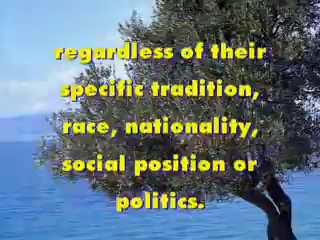 regardless of their
specific tradition,
race, nationality,
social position or
politics.